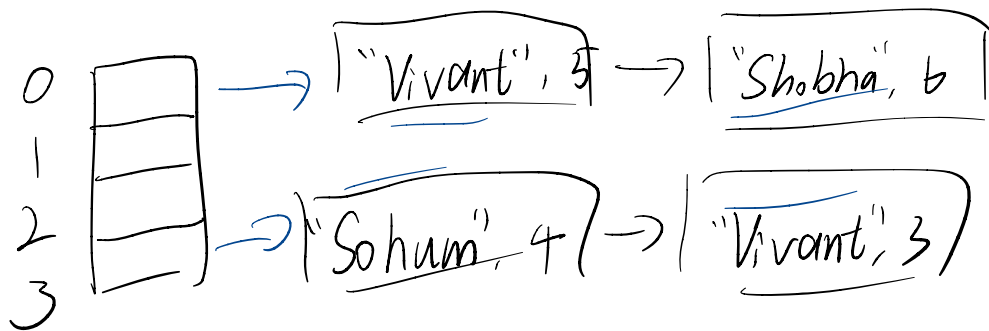 0 "Vivant", 5 → "Shobha", 6
1
2 "Sohum", 4 → "Vivant", 3
3